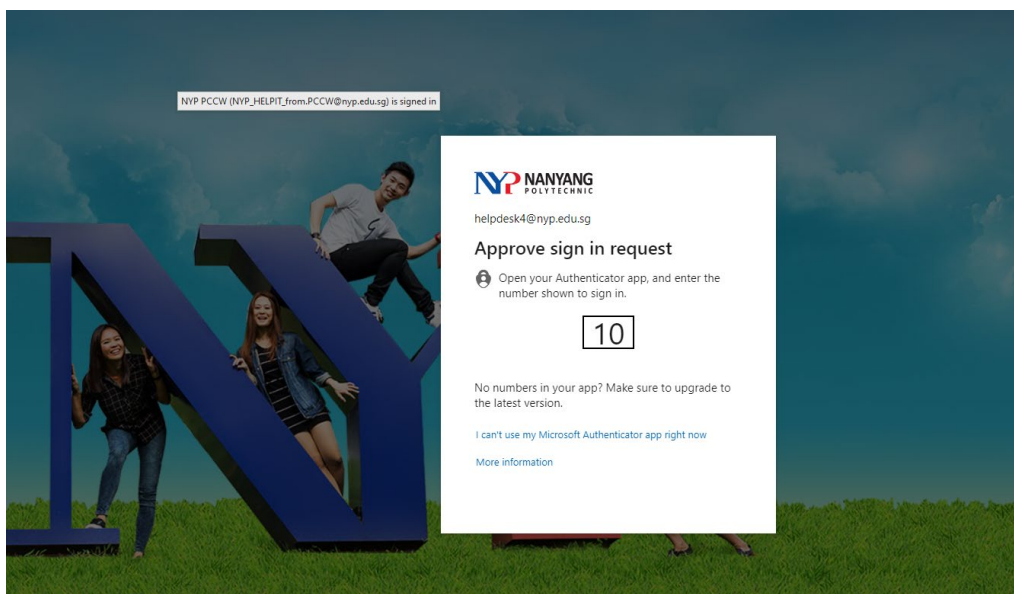 NYP PCCW (NYP_HELPIT_from.PCCW@nyp.edu.sg) is signed in
NYP NANYANG
POLYTECHNIC
helpdesk4@nyp.edu.sg
Approve sign in request
Open your Authenticator app, and enter the
number shown to sign in.
10
No numbers in your app? Make sure to upgrade to
the latest version.
I can't use my Microsoft Authenticator app right now
More information